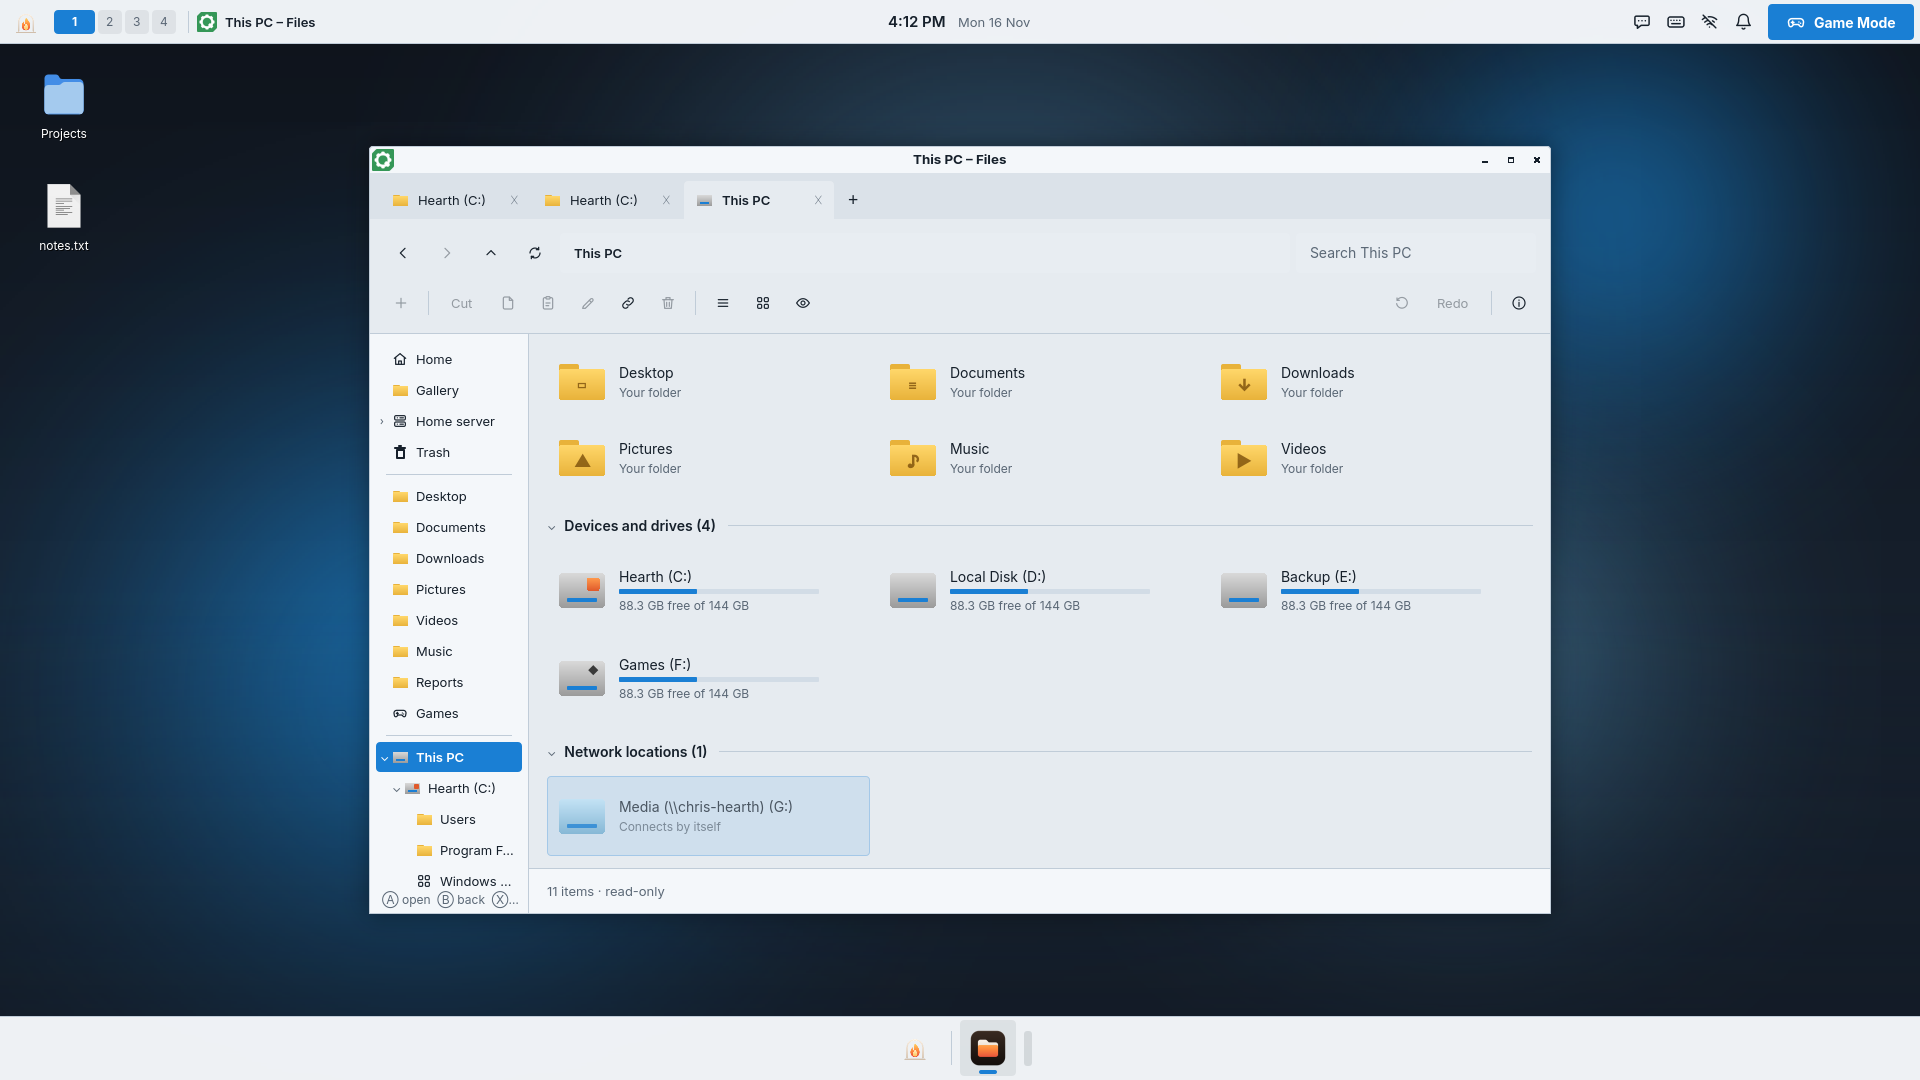 1 2 3 4 This PC – Files 4:12 PM Mon 16 Nov Game Mode
Projects
notes.txt
This PC – Files
Hearth (C:) X Hearth (C:) X This PC X +
This PC Search This PC
Cut Redo
Home
Gallery
Home server
Trash
Desktop
Documents
Downloads
Pictures
Videos
Music
Reports
Games
This PC
Hearth (C:)
Users
Program F...
Windows ...
A open B back X...
Desktop
Your folder
Documents
Your folder
Downloads
Your folder
Pictures
Your folder
Music
Your folder
Videos
Your folder
Devices and drives (4)
Hearth (C:)
88.3 GB free of 144 GB
Local Disk (D:)
88.3 GB free of 144 GB
Backup (E:)
88.3 GB free of 144 GB
Games (F:)
88.3 GB free of 144 GB
Network locations (1)
Media (\\chris-hearth) (G:)
Connects by itself
11 items · read-only